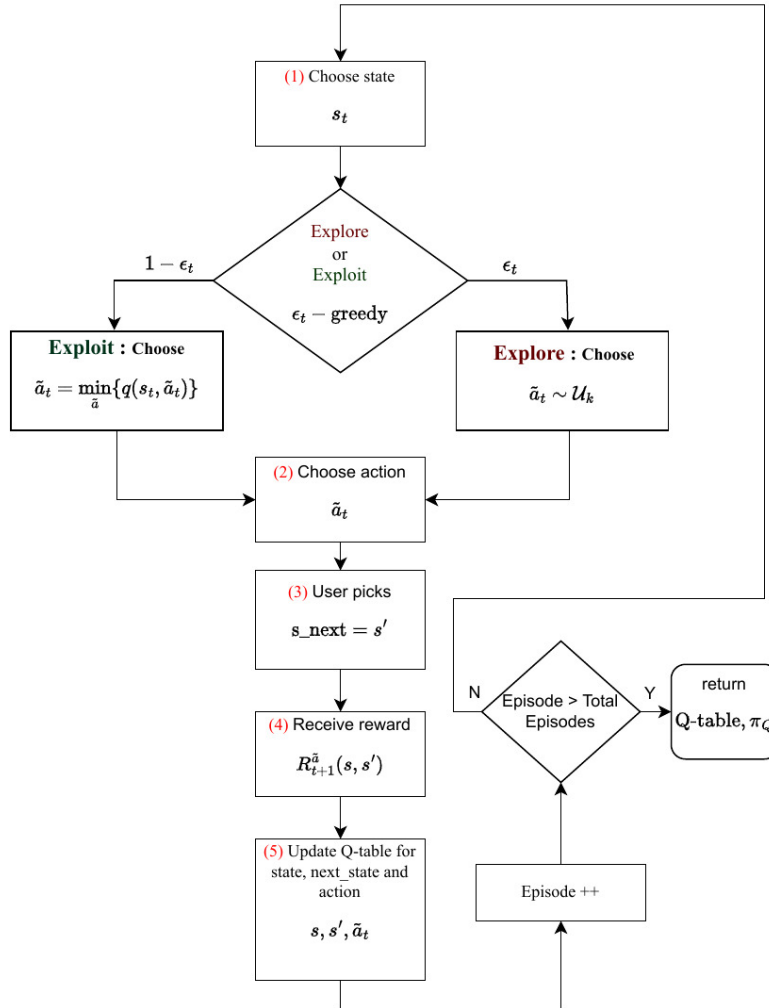 (1) Choose state
s_t
Explore
or
Exploit
ϵ_t − greedy
1 − ϵ_t
ϵ_t
Exploit : Choose
ã_t = min_ã{q(s_t, ã_t)}
Explore : Choose
ã_t ∼ 𝒰_k
(2) Choose action
ã_t
(3) User picks
s_next = s′
(4) Receive reward
R^ã_{t+1}(s, s′)
(5) Update Q-table for
state, next_state and
action
s, s′, ã_t
Episode ++
Episode > Total
Episodes
N
Y
return
Q-table, π_Q